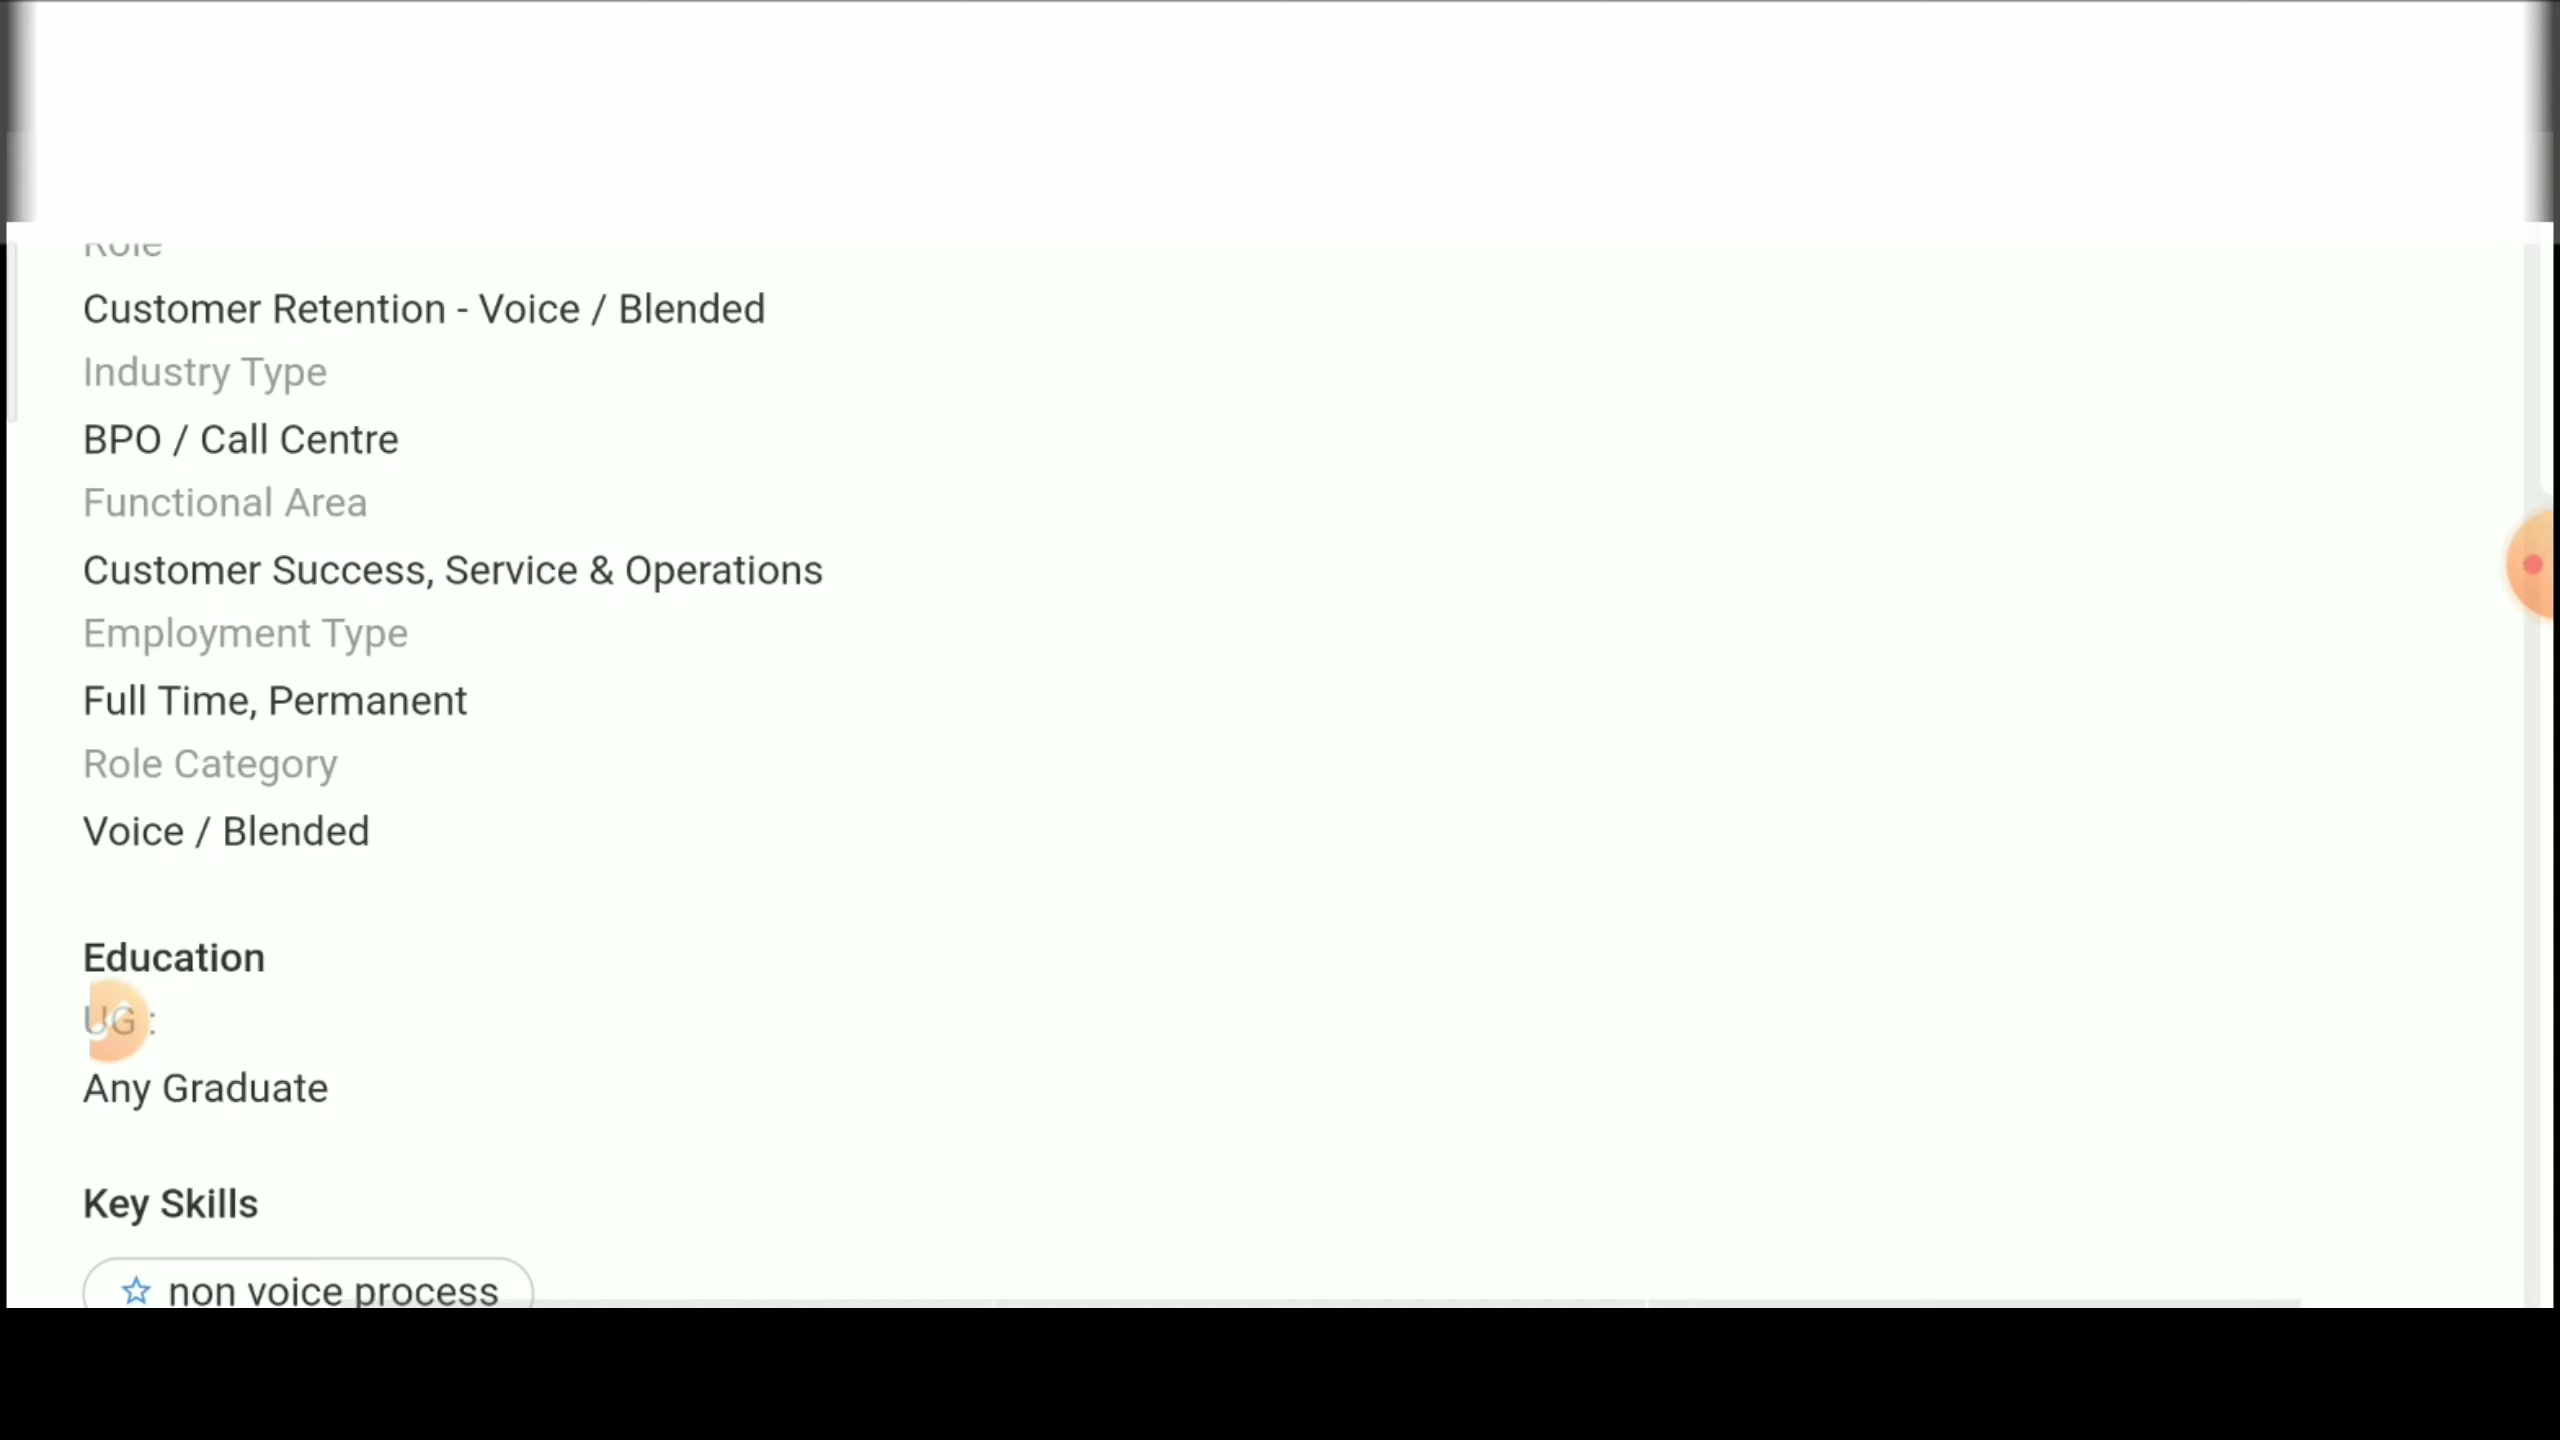 Role
Customer Retention - Voice / Blended
Industry Type
BPO / Call Centre
Functional Area
Customer Success, Service & Operations
Employment Type
Full Time, Permanent
Role Category
Voice / Blended
Education
UG :
Any Graduate
Key Skills
non voice process